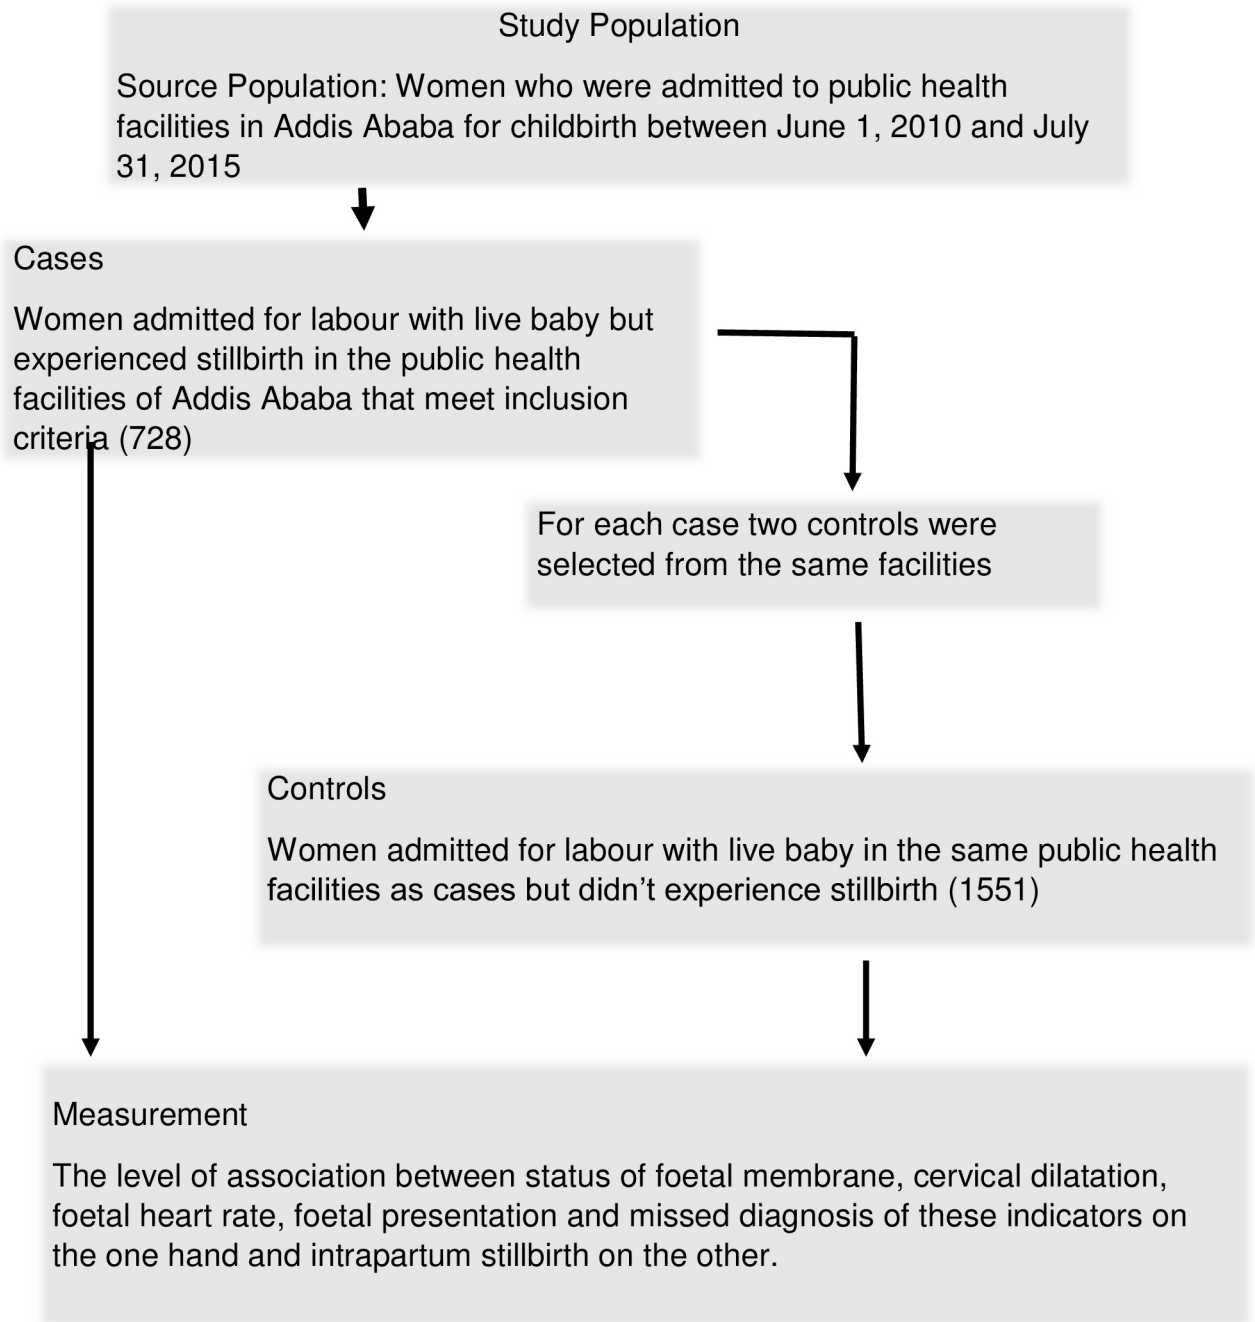 Study Population
Source Population: Women who were admitted to public health
facilities in Addis Ababa for childbirth between June 1, 2010 and July
31, 2015
Cases
Women admitted for labour with live baby but
experienced stillbirth in the public health
facilities of Addis Ababa that meet inclusion
criteria (728)
For each case two controls were
selected from the same facilities
Controls
Women admitted for labour with live baby in the same public health
facilities as cases but didn’t experience stillbirth (1551)
Measurement
The level of association between status of foetal membrane, cervical dilatation,
foetal heart rate, foetal presentation and missed diagnosis of these indicators on
the one hand and intrapartum stillbirth on the other.